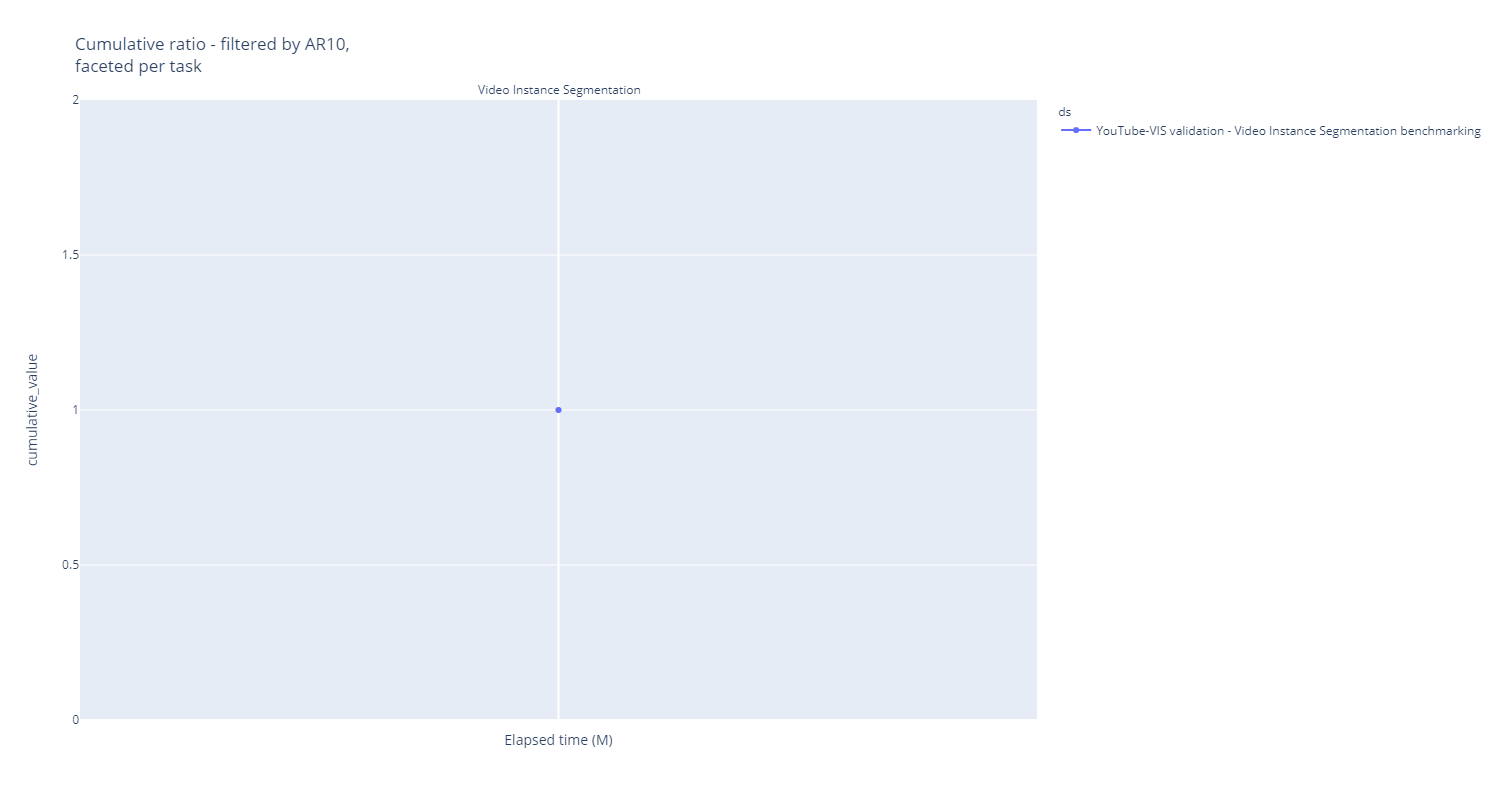 Cumulative ratio - filtered by AR10,
faceted per task
Video Instance Segmentation
2
1.5
1
0.5
0
cumulative_value
Elapsed time (M)
ds
YouTube-VIS validation - Video Instance Segmentation benchmarking